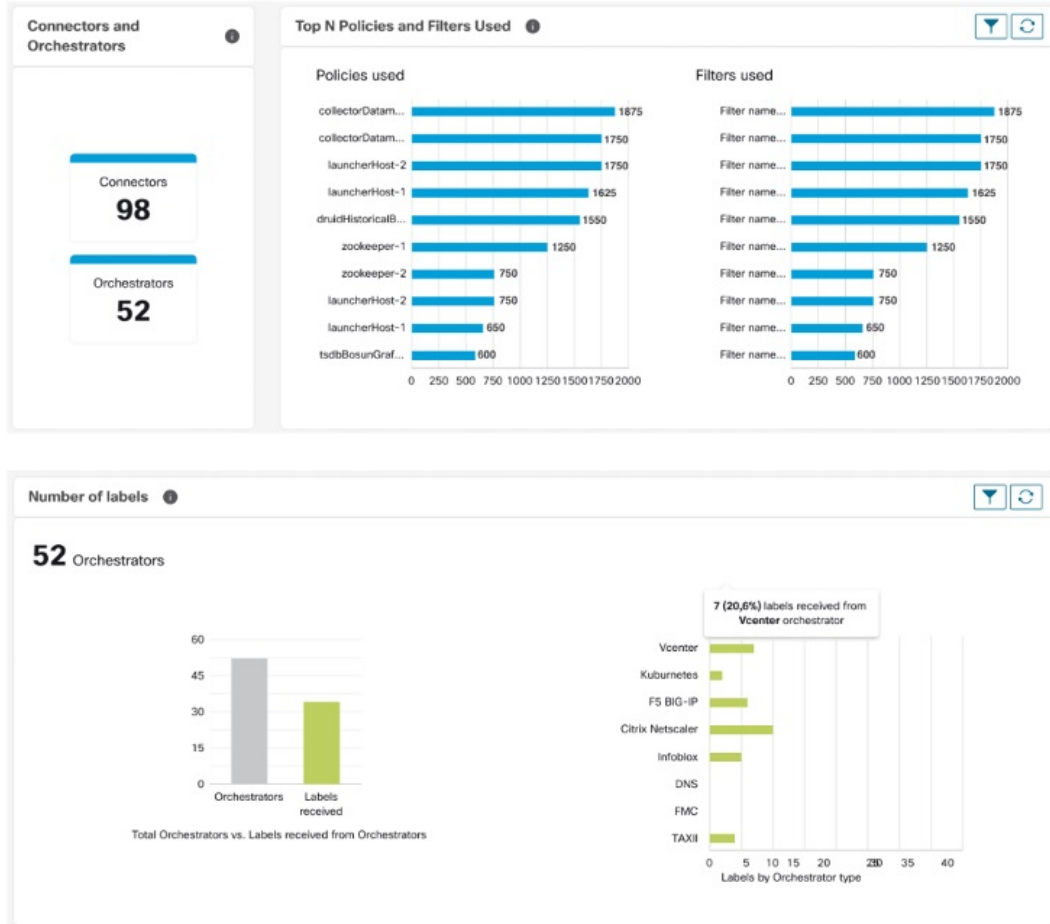 Connectors and
Orchestrators
Connectors
98
Orchestrators
52
Top N Policies and Filters Used
Policies used
collectorDatam... 1875
collectorDatam... 1750
launcherHost-2 1750
launcherHost-1 1625
druidHistoricalB... 1550
zookeeper-1 1250
zookeeper-2 750
launcherHost-2 750
launcherHost-1 650
tsdbBosunGraf... 600
0 250 500 750 1000 1250 1500 1750 2000
Filters used
Filter name... 1875
Filter name... 1750
Filter name... 1750
Filter name... 1625
Filter name... 1550
Filter name... 1250
Filter name... 750
Filter name... 750
Filter name... 650
Filter name... 600
0 250 500 750 1000 1250 1500 1750 2000
Number of labels
52 Orchestrators
60
45
30
15
0
Orchestrators Labels
received
Total Orchestrators vs. Labels received from Orchestrators
7 (20,6%) labels received from
Vcenter orchestrator
Vcenter
Kuburnetes
F5 BIG-IP
Citrix Netscaler
Infoblox
DNS
FMC
TAXII
0 5 10 15 20 35 40
Labels by Orchestrator type